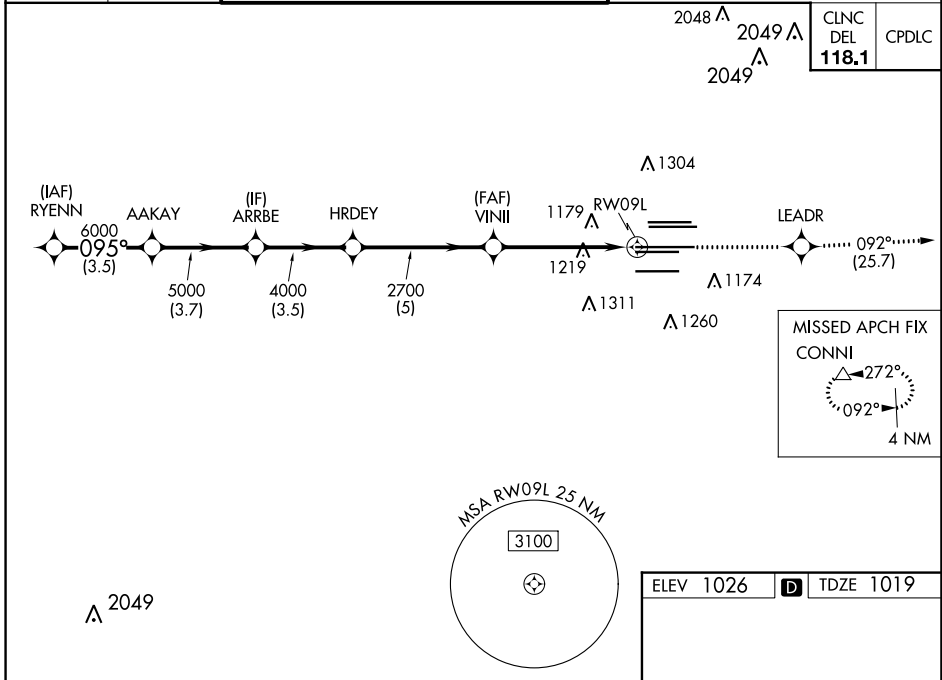 2048
2049
2049
CLNC
DEL
118.1
CPDLC
1304
(IAF)
RYENN
AAKAY
(IF)
ARRBE
HRDEY
(FAF)
VINII
1179
RW09L
LEADR
6000
095°
(3.5)
5000
(3.7)
4000
(3.5)
2700
(5)
1219
092°
(25.7)
1174
1311
1260
MISSED APCH FIX
CONNI
272°
092°
4 NM
MSA RW09L 25 NM
3100
2049
ELEV 1026 D TDZE 1019